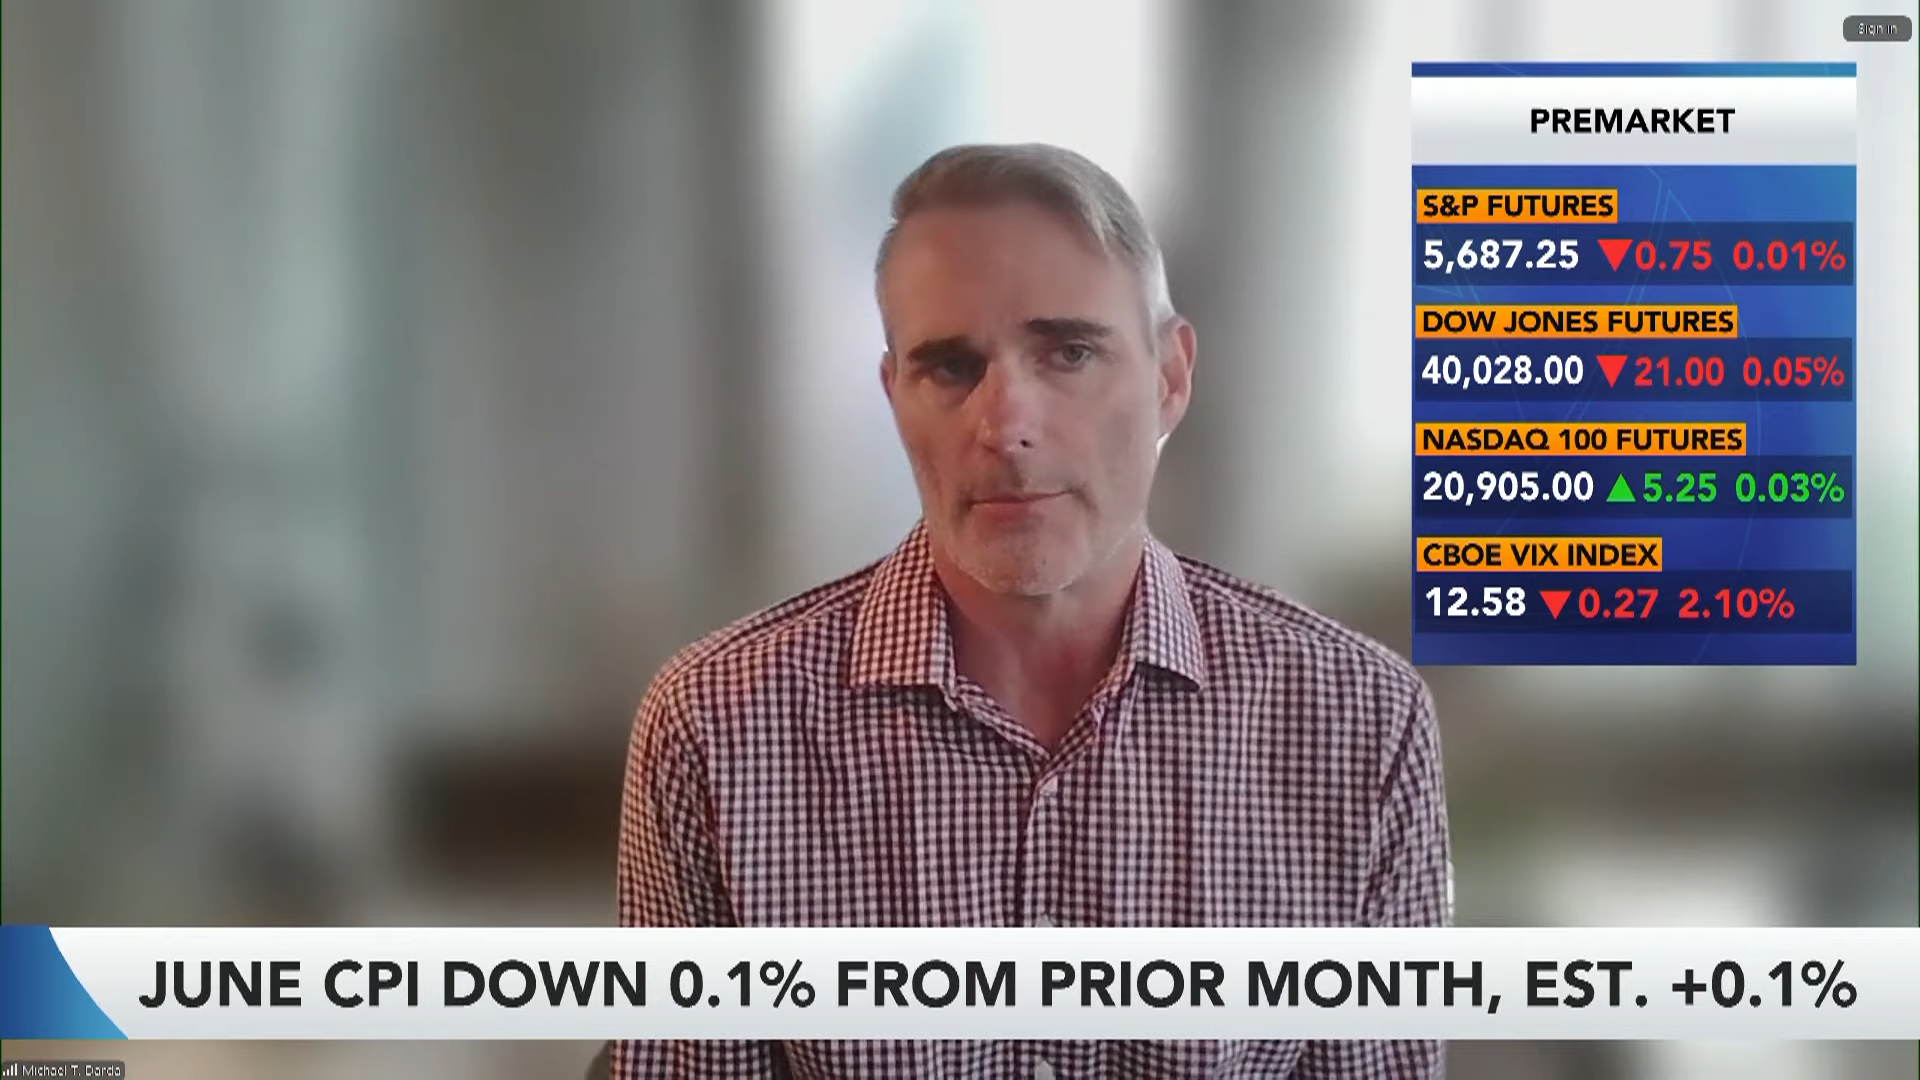 Sign in
PREMARKET
S&P FUTURES
5,687.25 ▼0.75 0.01%
DOW JONES FUTURES
40,028.00 ▼21.00 0.05%
NASDAQ 100 FUTURES
20,905.00 ▲5.25 0.03%
CBOE VIX INDEX
12.58 ▼0.27 2.10%
JUNE CPI DOWN 0.1% FROM PRIOR MONTH, EST. +0.1%
Michael T. Darda